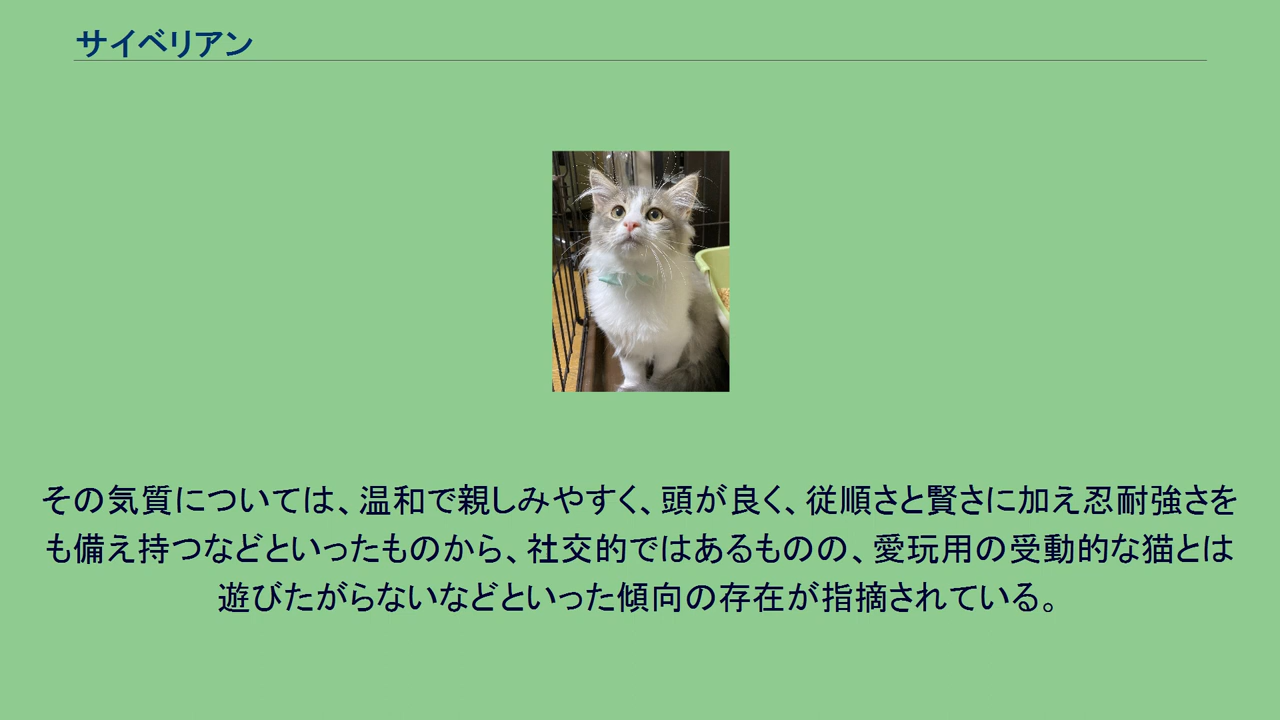 サイベリアン
その気質については、温和で親しみやすく、頭が良く、従順さと賢さに加え忍耐強さを
も備え持つなどといったものから、社交的ではあるものの、愛玩用の受動的な猫とは
遊びたがらないなどといった傾向の存在が指摘されている。